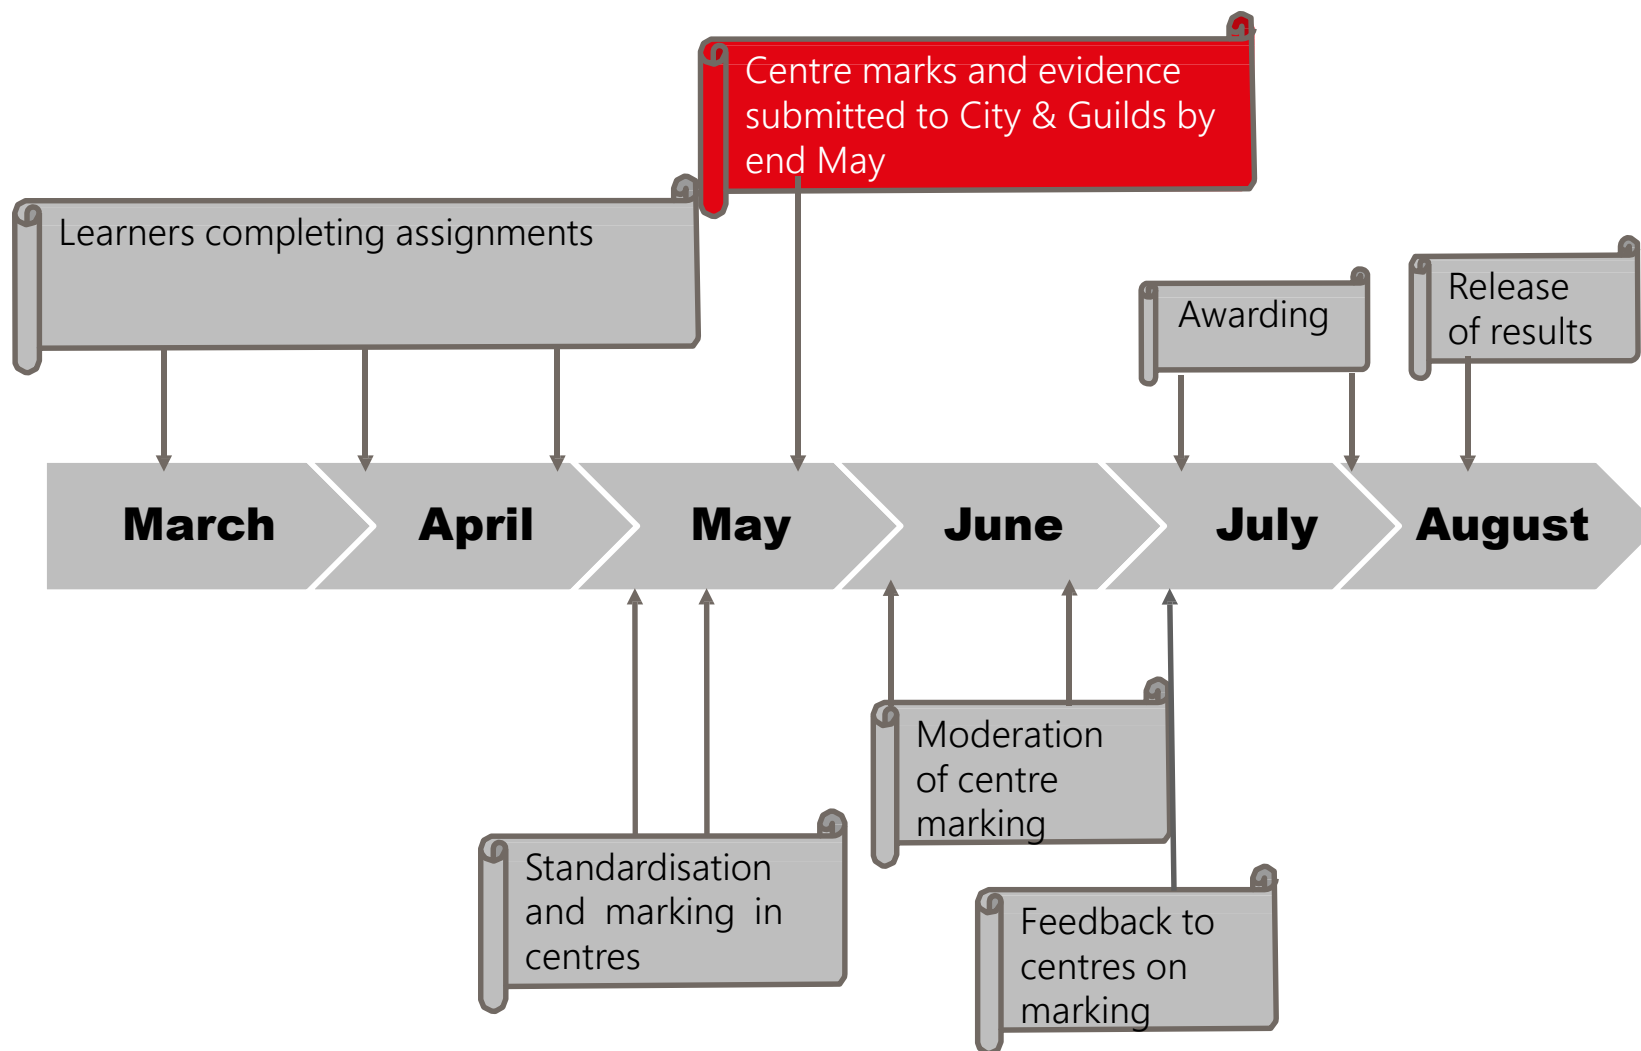 Centre marks and evidence
submitted to City & Guilds by
end May
Learners completing assignments
Awarding
Release
of results
March
April
May
June
July
August
Moderation
of centre
marking
Standardisation
and marking in
centres
Feedback to
centres on
marking